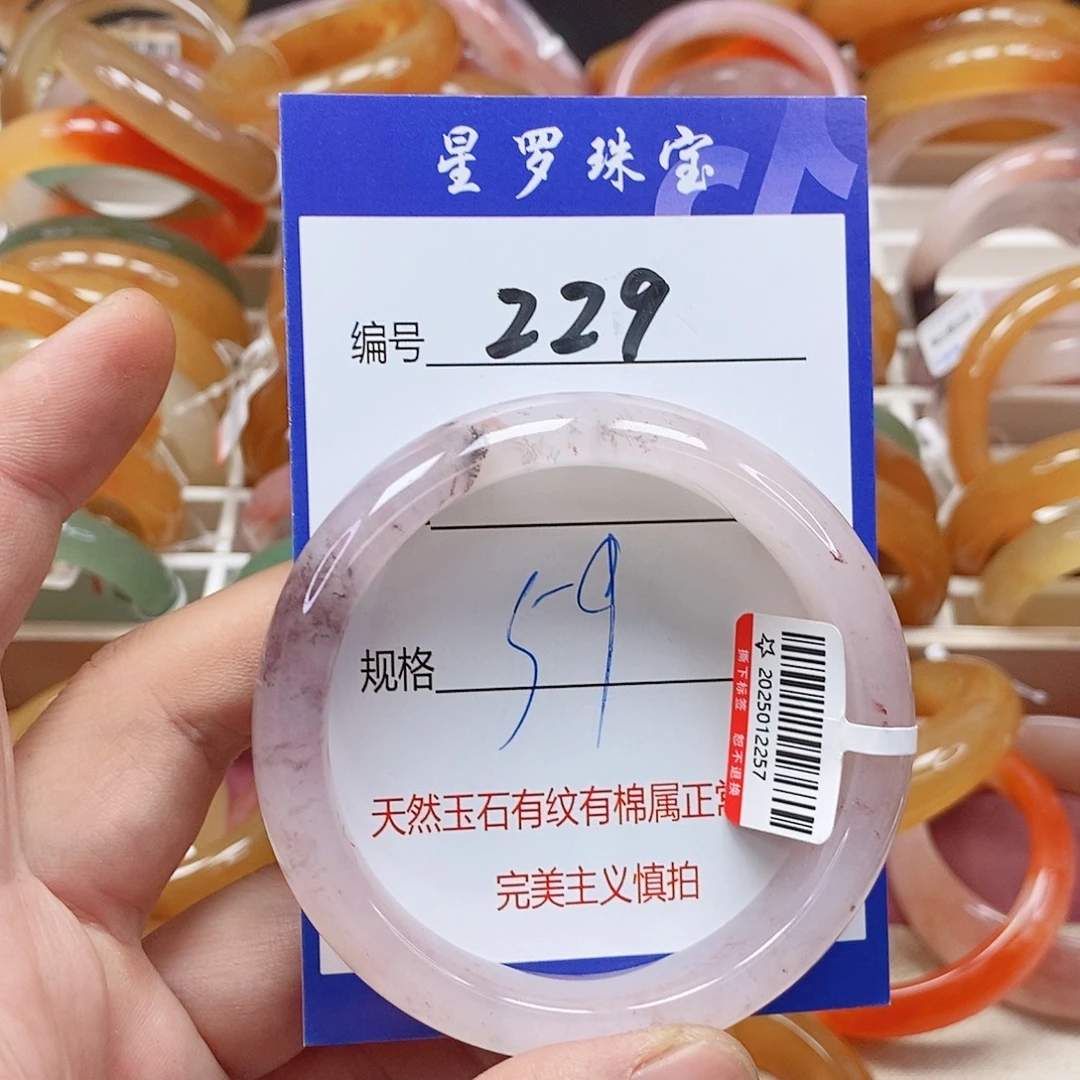 星罗珠宝
编号 229
规格 59
天然玉石有纹有棉属正常
完美主义慎拍
撕下标签 恕不退换
☆ 2025012257